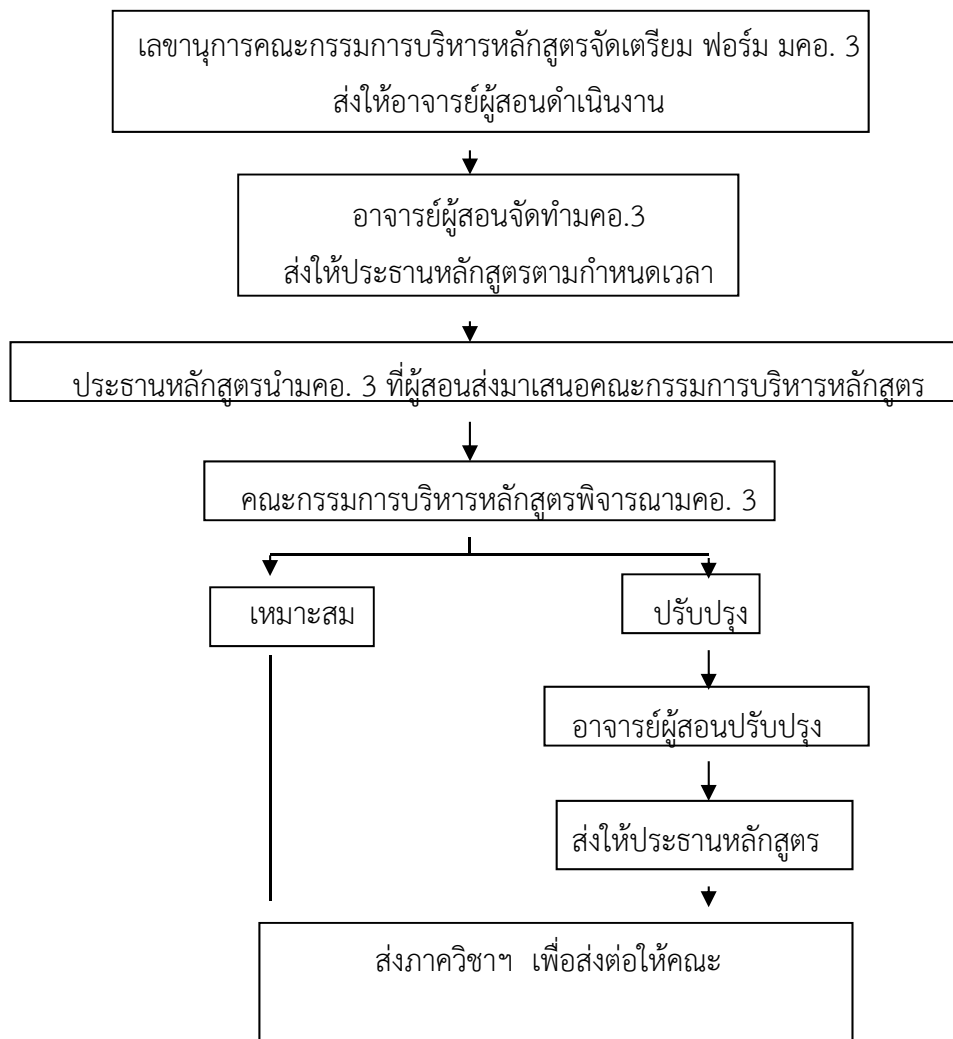 เลขานุการคณะกรรมการบริหารหลักสูตรจัดเตรียม ฟอร์ม มคอ. 3
ส่งให้อาจารย์ผู้สอนดำเนินงาน
อาจารย์ผู้สอนจัดทำมคอ.3
ส่งให้ประธานหลักสูตรตามกำหนดเวลา
ประธานหลักสูตรนำมคอ. 3 ที่ผู้สอนส่งมาเสนอคณะกรรมการบริหารหลักสูตร
คณะกรรมการบริหารหลักสูตรพิจารณามคอ. 3
เหมาะสม
ปรับปรุง
อาจารย์ผู้สอนปรับปรุง
ส่งให้ประธานหลักสูตร
ส่งภาควิชาฯ เพื่อส่งต่อให้คณะ